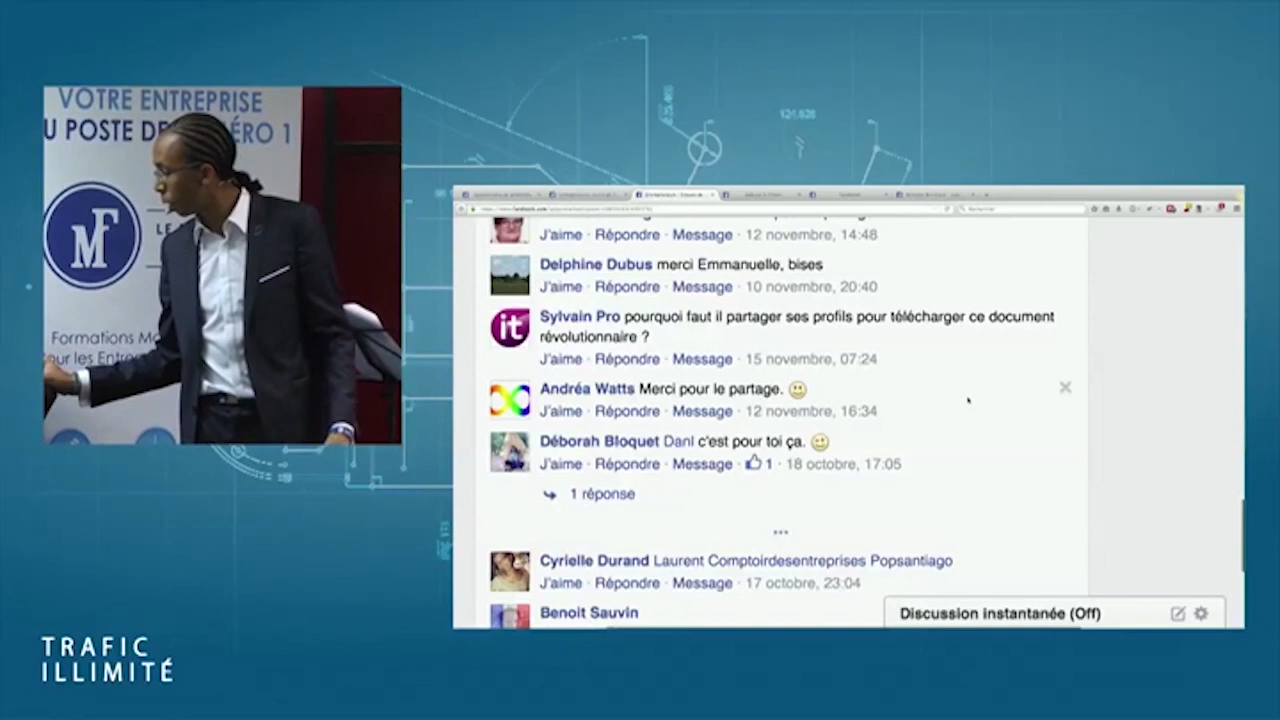 VOTRE ENTREPRISE
U POSTE DE
ÉRO 1
MF
LE
Formations
our les
TRAFIC
ILLIMITÉ
J'aime · Répondre · Message · 12 novembre, 14:48
Delphine Dubus merci Emmanuelle, bises
J'aime · Répondre · Message · 10 novembre, 20:40
it
Sylvain Pro pourquoi faut il partager ses profils pour télécharger ce document
révolutionnaire ?
J'aime · Répondre · Message · 15 novembre, 07:24
Andréa Watts Merci pour le partage.
J'aime · Répondre · Message · 12 novembre, 16:34
Déborah Bloquet Danl c'est pour toi ça.
J'aime · Répondre · Message · 1 · 18 octobre, 17:05
1 réponse
...
Cyrielle Durand Laurent Comptoirdesentreprises Popsantiago
J'aime · Répondre · Message · 17 octobre, 23:04
Benoit Sauvin
Discussion instantanée (Off)
124.626